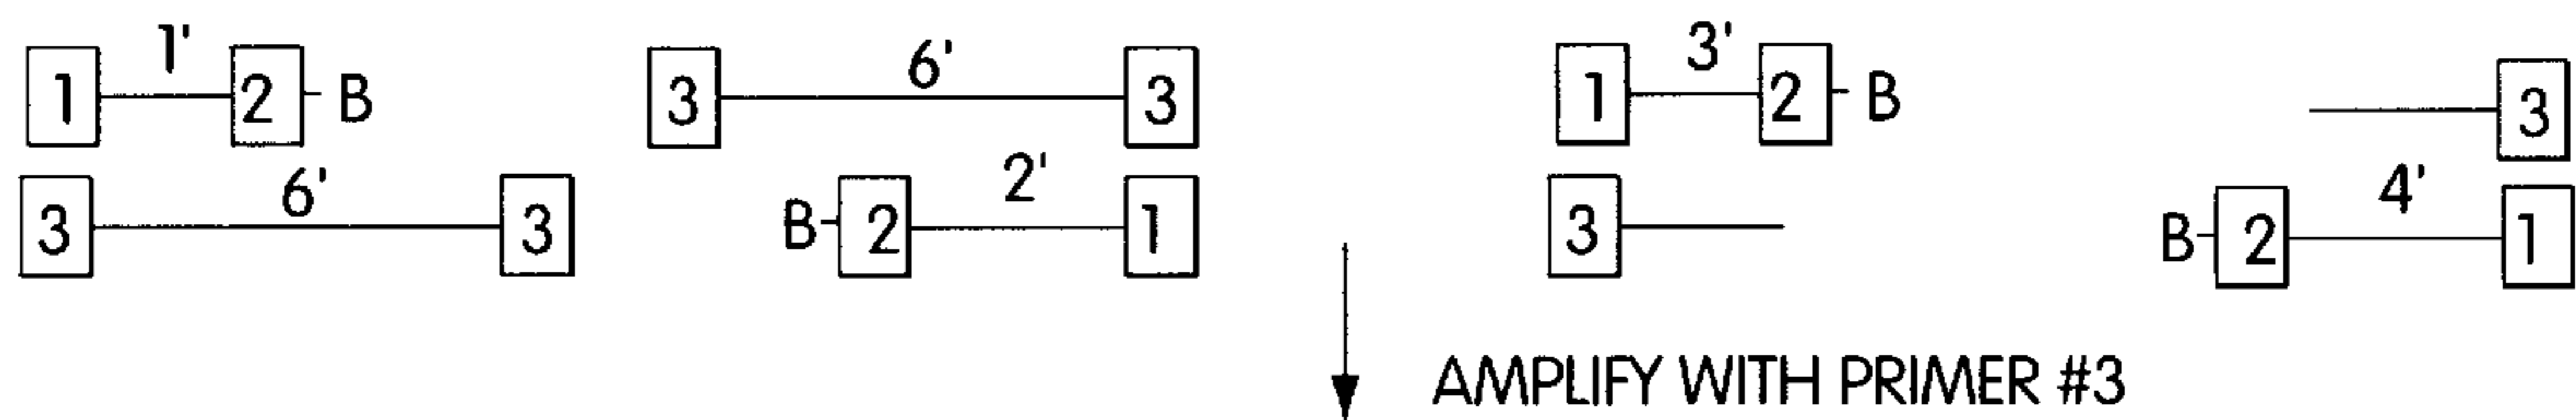 1 1' 2 B 3 6' 3 1 3' 2 B 3
3 6' 3 B 2 2' 1 3 B 2 4' 1
AMPLIFY WITH PRIMER #3